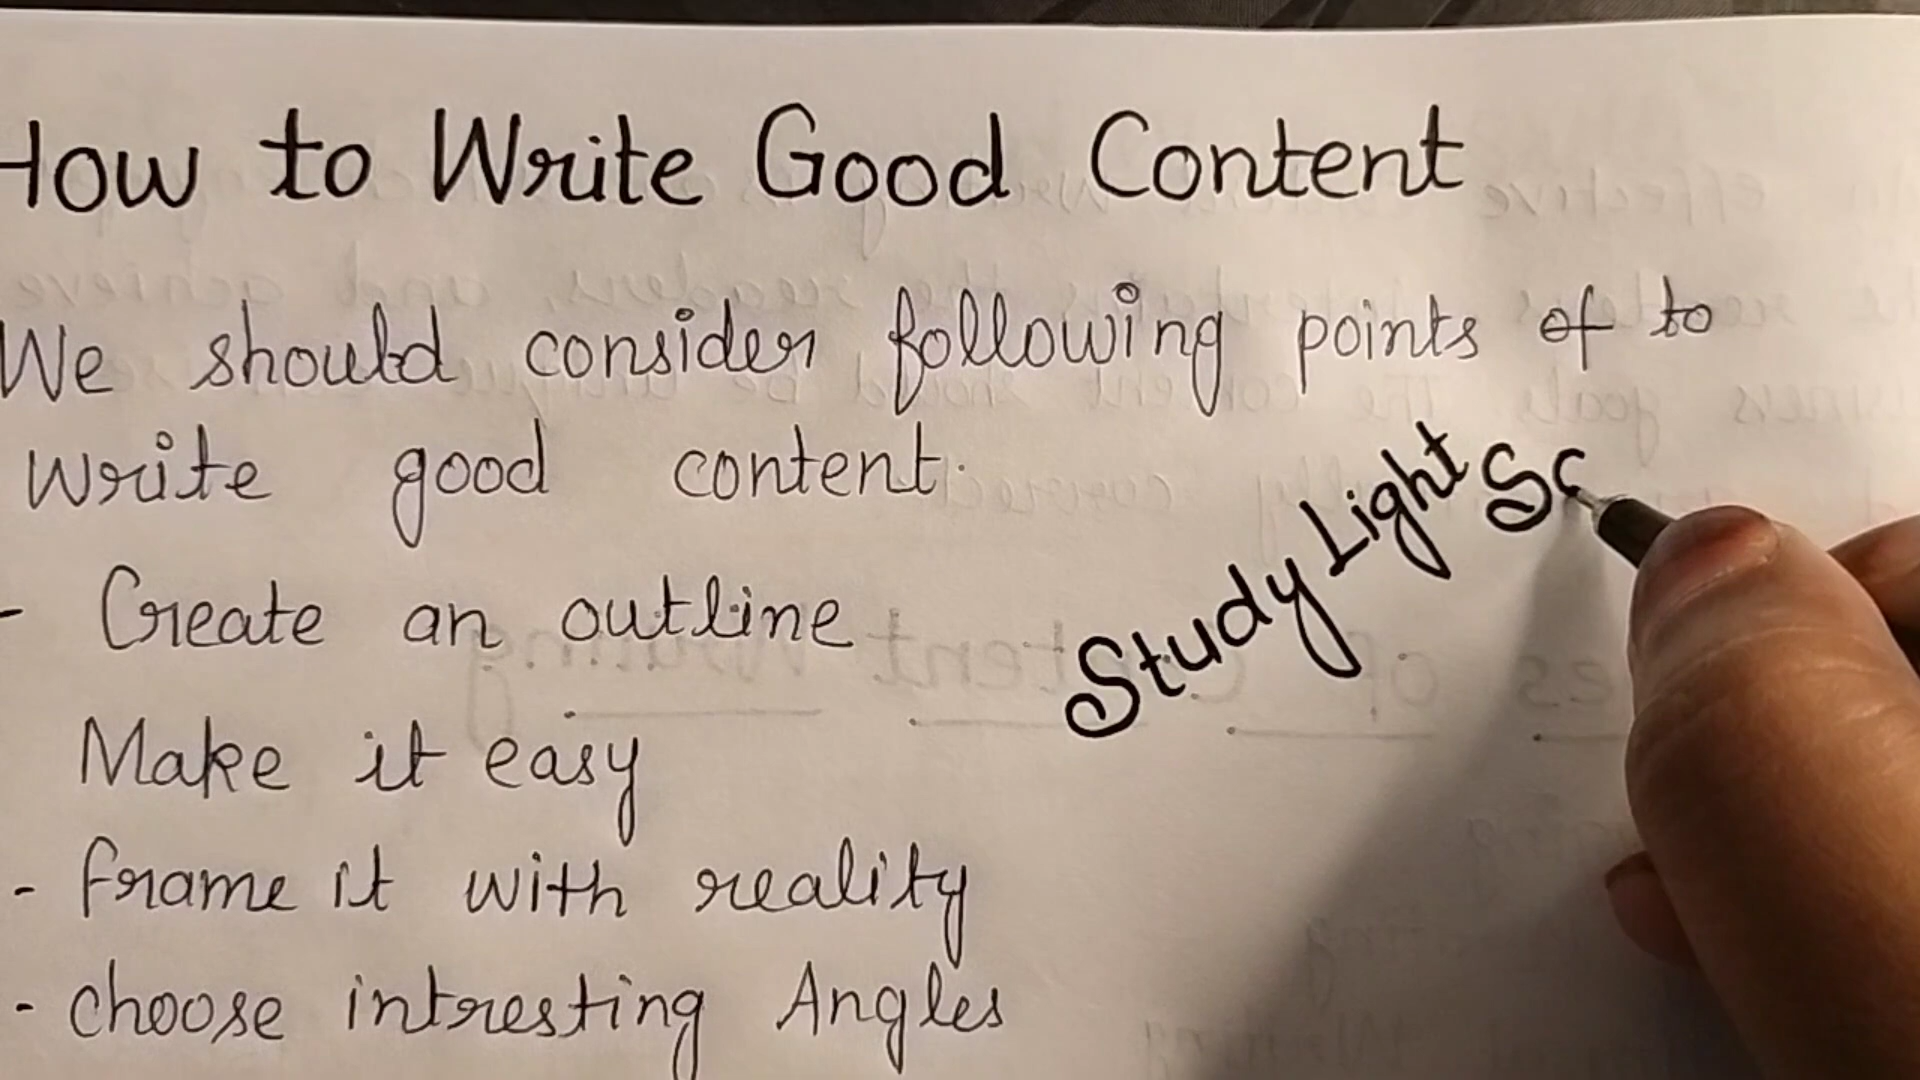 How to Write Good Content
We should consider following points of to
write good content.
- Create an outline
Make it easy
- frame it with reality
- choose intresting Angles
Study Light Sc